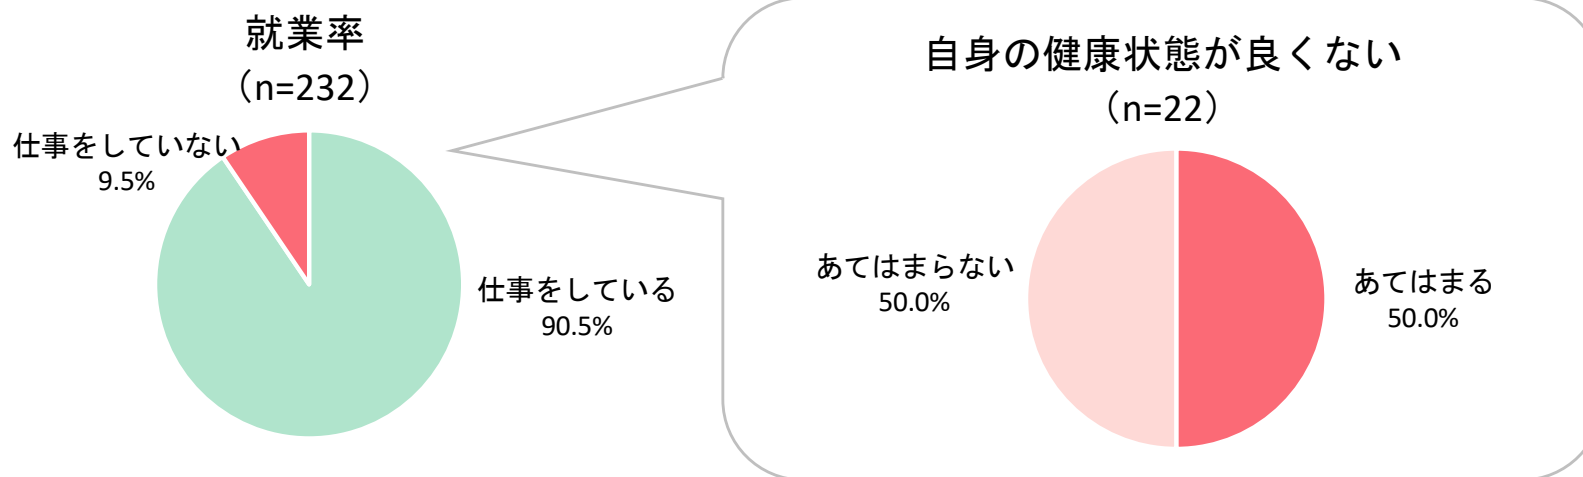 就業率
（n=232）
仕事をしていない
9.5%
仕事をしている
90.5%
自身の健康状態が良くない
（n=22）
あてはまらない
50.0%
あてはまる
50.0%